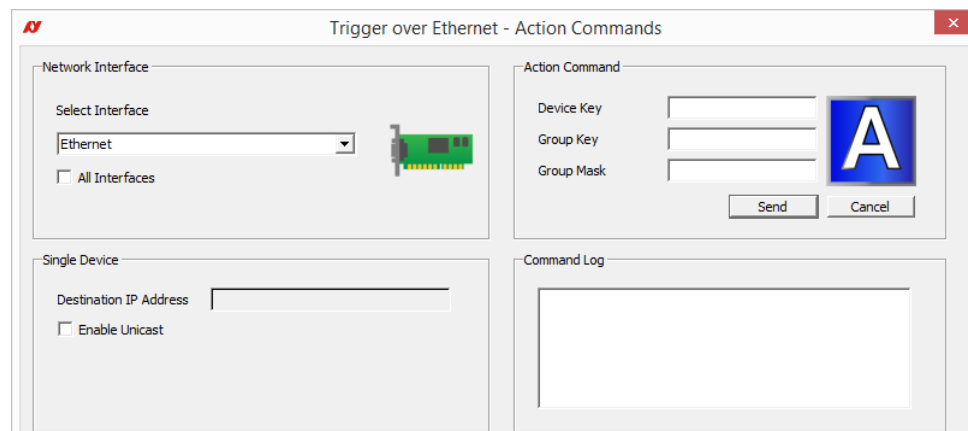 Trigger over Ethernet - Action Commands
Network Interface
Select Interface
Ethernet
All Interfaces
Action Command
Device Key
Group Key
Group Mask
A
Send Cancel
Single Device
Destination IP Address
Enable Unicast
Command Log